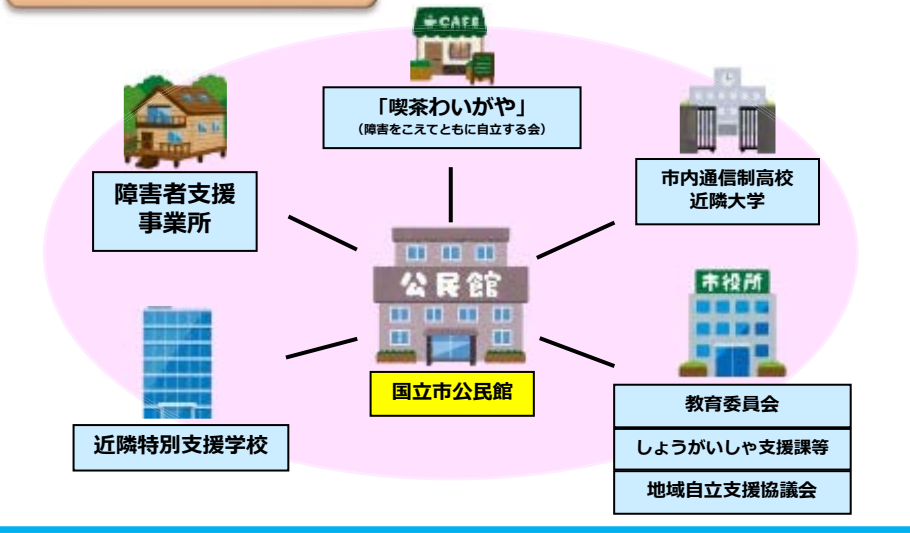 CAFE
「喫茶わいがや」
（障害をこえてともに自立する会）
障害者支援
事業所
市内通信制高校
近隣大学
公民館
国立市公民館
市役所
近隣特別支援学校
教育委員会
しょうがいしゃ支援課等
地域自立支援協議会